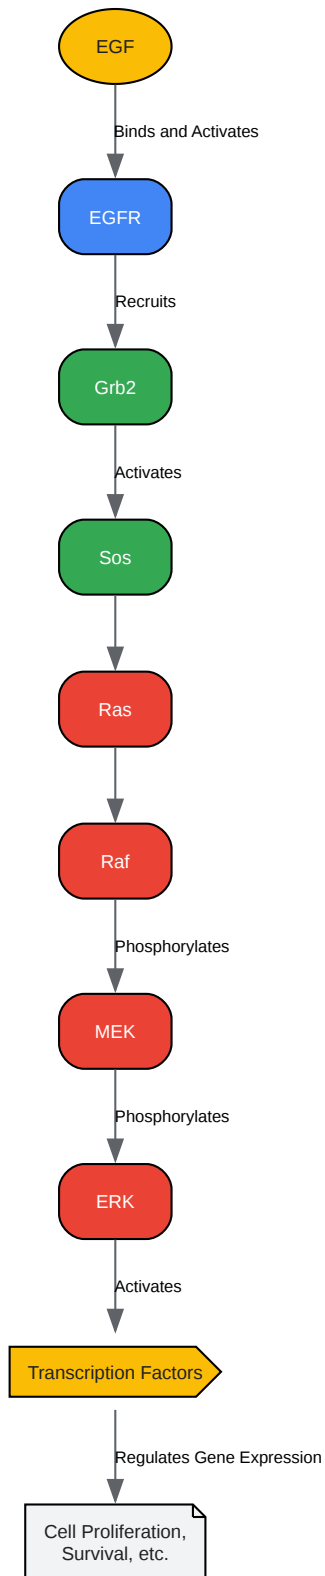 EGF
Binds and Activates
EGFR
Recruits
Grb2
Activates
Sos
Ras
Raf
Phosphorylates
MEK
Phosphorylates
ERK
Activates
Transcription Factors
Regulates Gene Expression
Cell Proliferation,
Survival, etc.